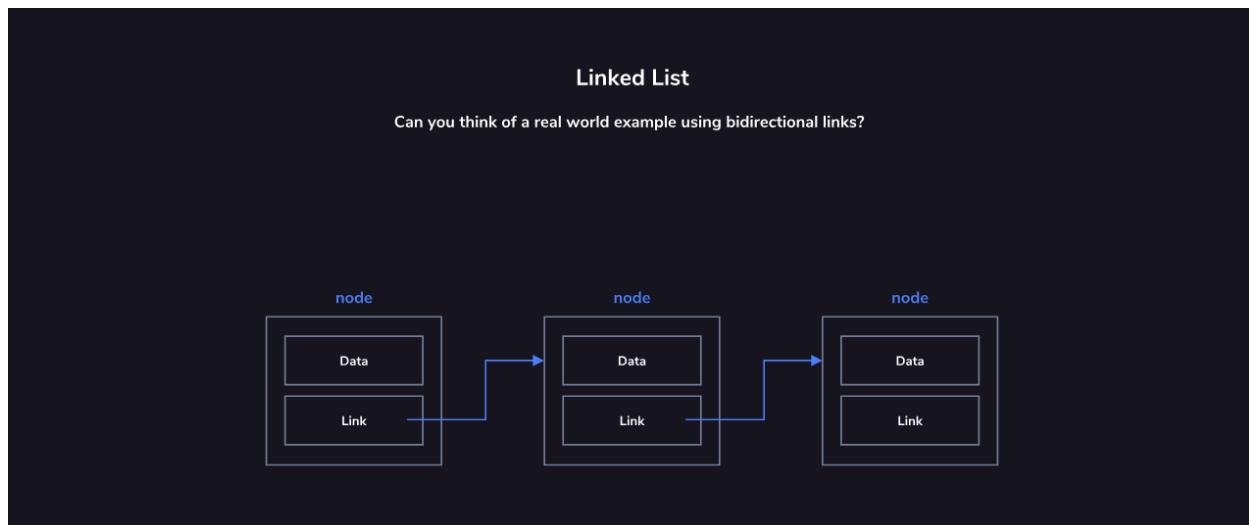 Linked List
Can you think of a real world example using bidirectional links?
node
node
node
Data
Data
Data
Link
Link
Link